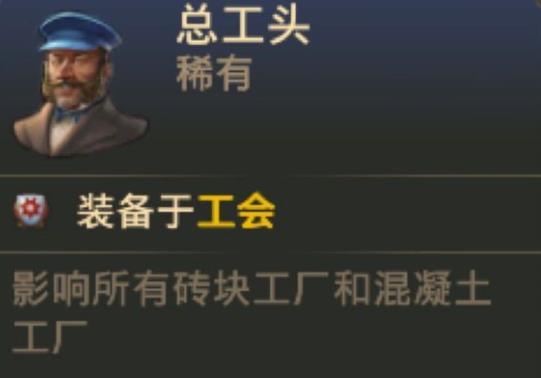 总工头
稀有
装备于工会
影响所有砖块工厂和混凝土
工厂